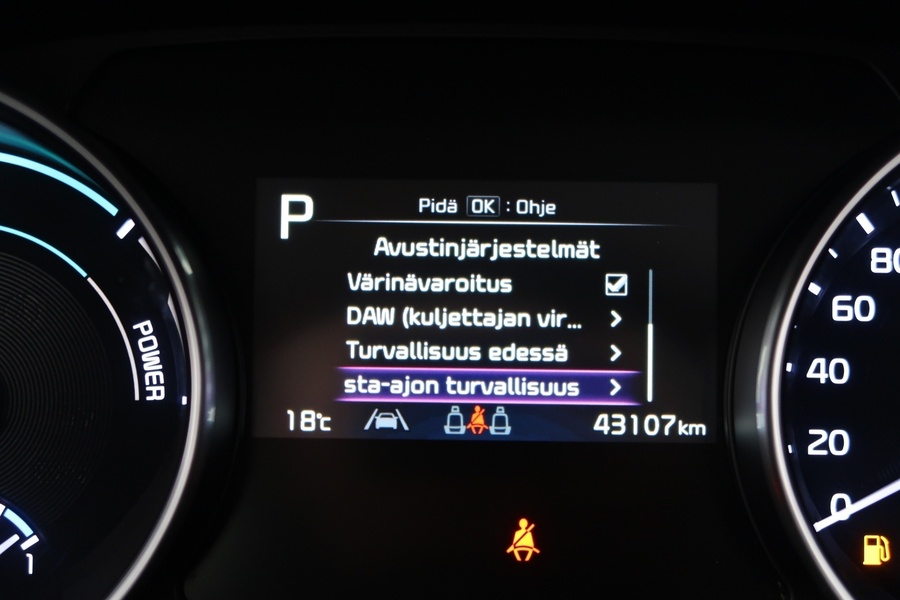 P
Pidä OK : Ohje
Avustinjärjestelmät
Värinävaroitus
DAW (kuljettajan vir...
Turvallisuus edessä
sta-ajon turvallisuus
18°C
43107km
POWER
1
80
60
40
20
0